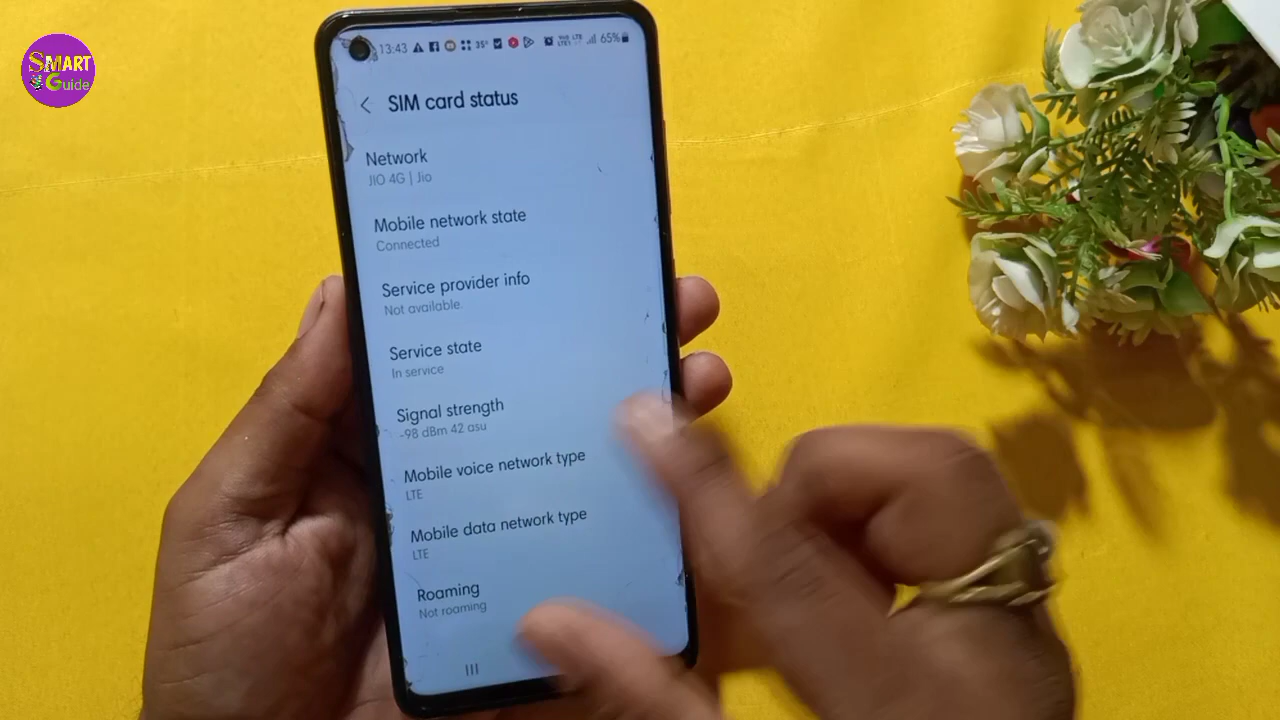 SMART
Guide
13:43
35°
65%
SIM card status
Network
JIO 4G | Jio
Mobile network state
Connected
Service provider info
Not available
Service state
In service
Signal strength
-98 dBm 42 asu
Mobile voice network type
LTE
Mobile data network type
LTE
Roaming
Not roaming